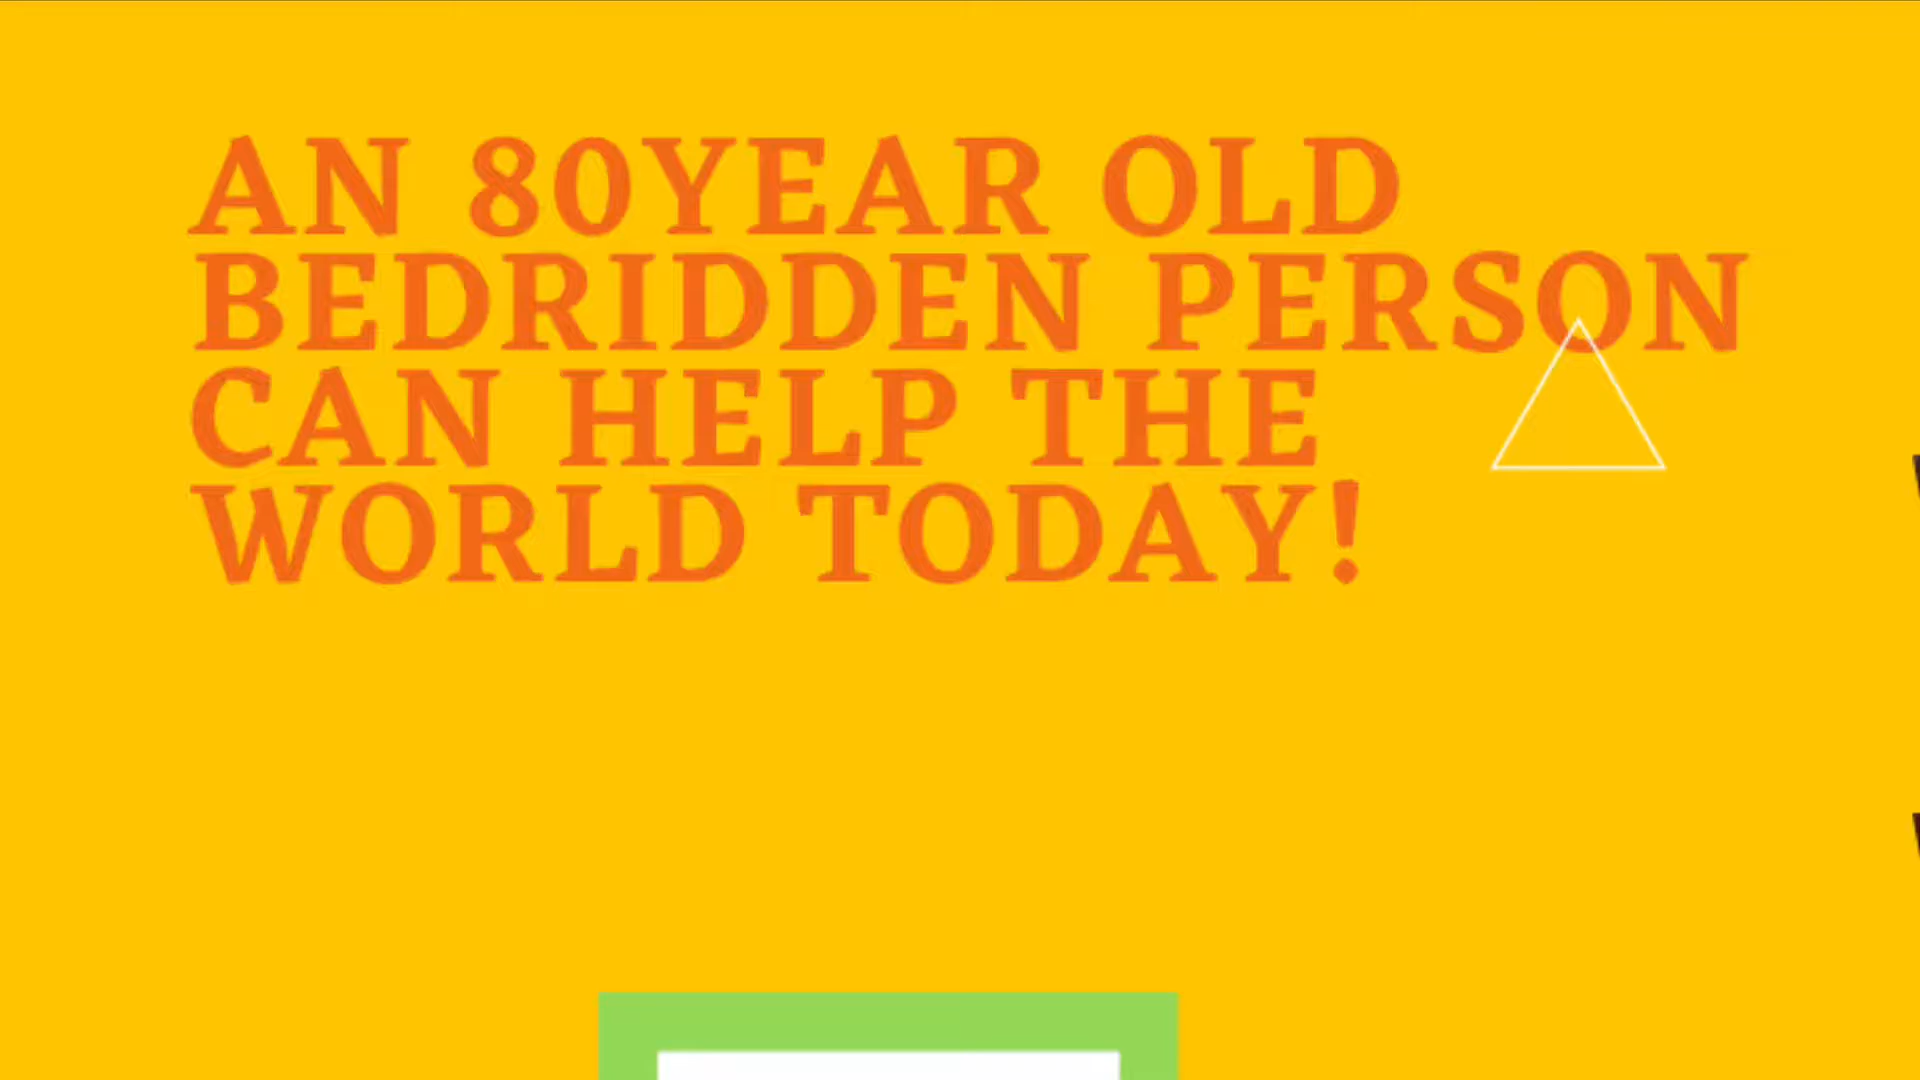 AN 80YEAR OLD
BEDRIDDEN PERSON
CAN HELP THE
WORLD TODAY!